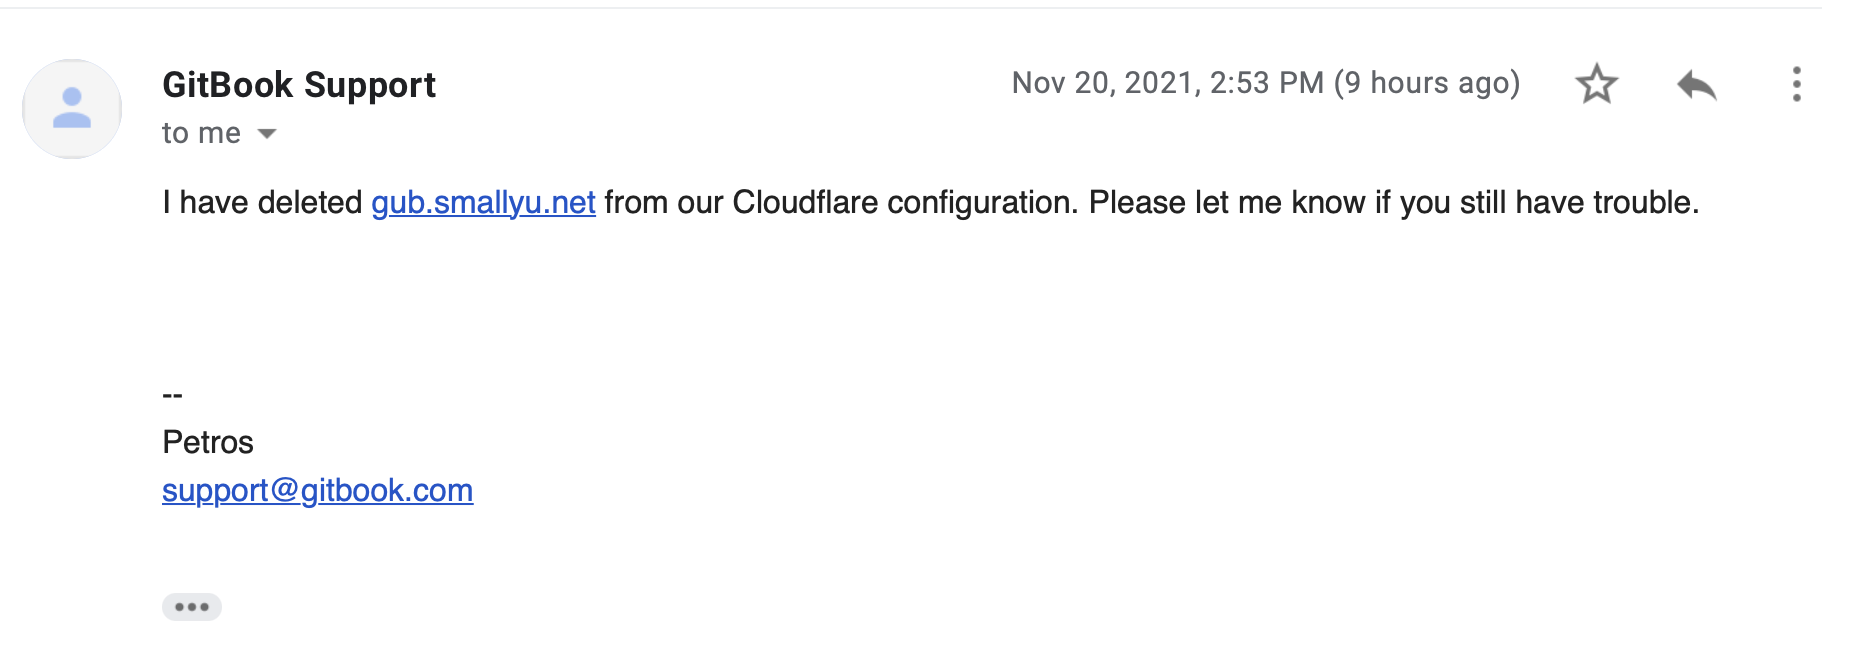 GitBook Support
Nov 20, 2021, 2:53 PM (9 hours ago)
to me
I have deleted gub.smallyu.net from our Cloudflare configuration. Please let me know if you still have trouble.
--
Petros
support@gitbook.com